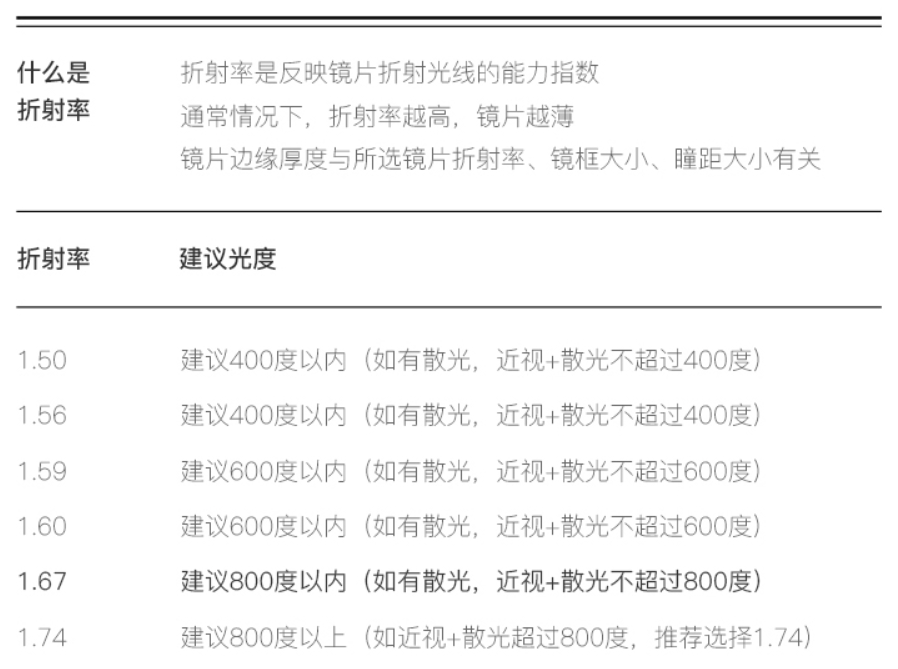 什么是
折射率
折射率是反映镜片折射光线的能力指数
通常情况下，折射率越高，镜片越薄
镜片边缘厚度与所选镜片折射率、镜框大小、瞳距大小有关
折射率 建议光度
1.50 建议400度以内（如有散光，近视+散光不超过400度）
1.56 建议400度以内（如有散光，近视+散光不超过400度）
1.59 建议600度以内（如有散光，近视+散光不超过600度）
1.60 建议600度以内（如有散光，近视+散光不超过600度）
1.67 建议800度以内（如有散光，近视+散光不超过800度）
1.74 建议800度以上（如近视+散光超过800度，推荐选择1.74）